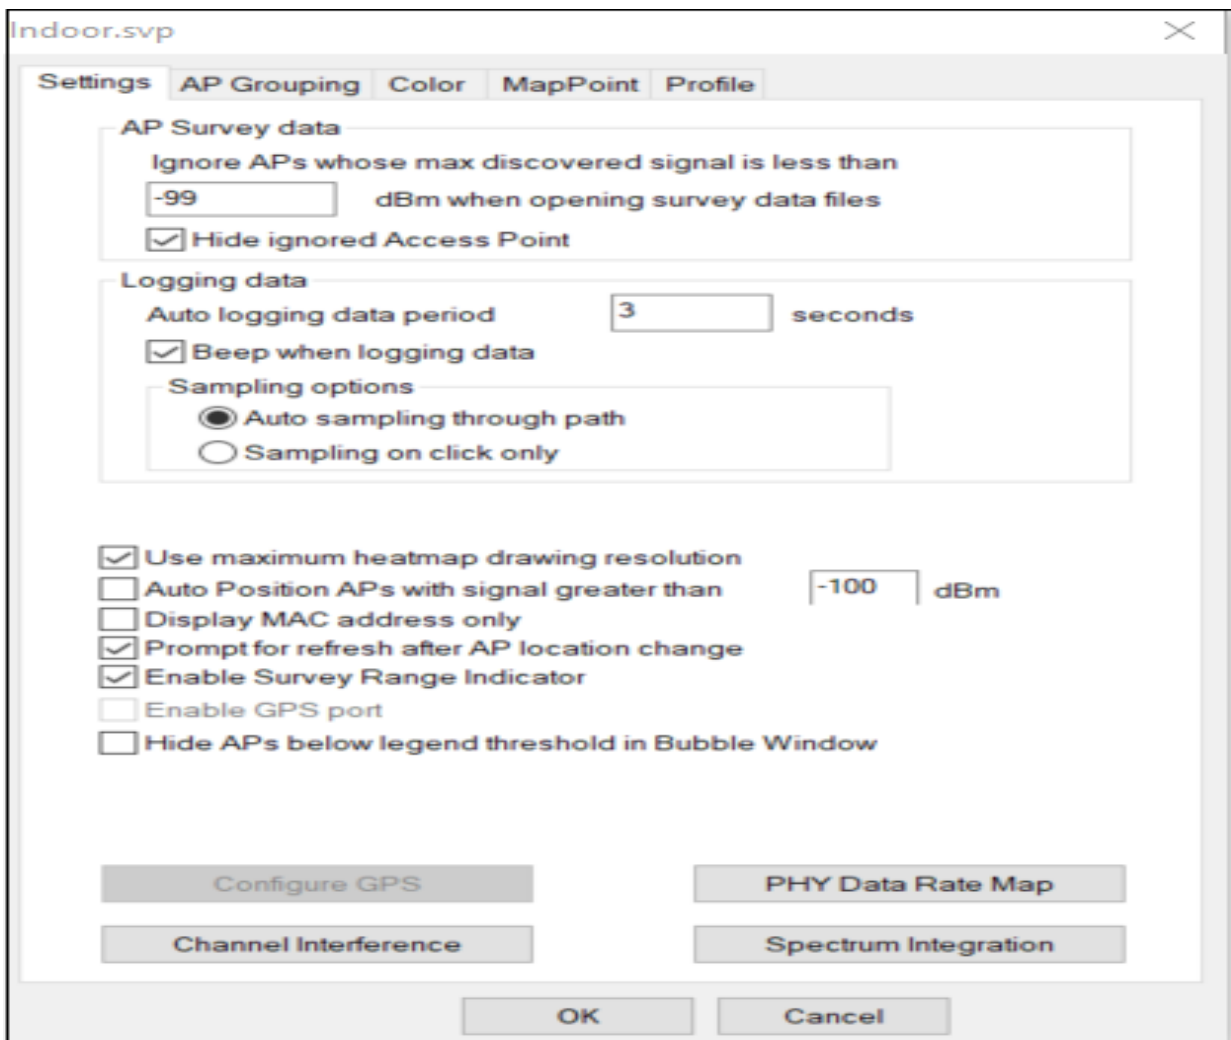 Indoor.svp
Settings AP Grouping Color MapPoint Profile
AP Survey data
Ignore APs whose max discovered signal is less than
-99 dBm when opening survey data files
Hide ignored Access Point
Logging data
Auto logging data period 3 seconds
Beep when logging data
Sampling options
Auto sampling through path
Sampling on click only
Use maximum heatmap drawing resolution
Auto Position APs with signal greater than -100 dBm
Display MAC address only
Prompt for refresh after AP location change
Enable Survey Range Indicator
Enable GPS port
Hide APs below legend threshold in Bubble Window
Configure GPS PHY Data Rate Map
Channel Interference Spectrum Integration
OK Cancel